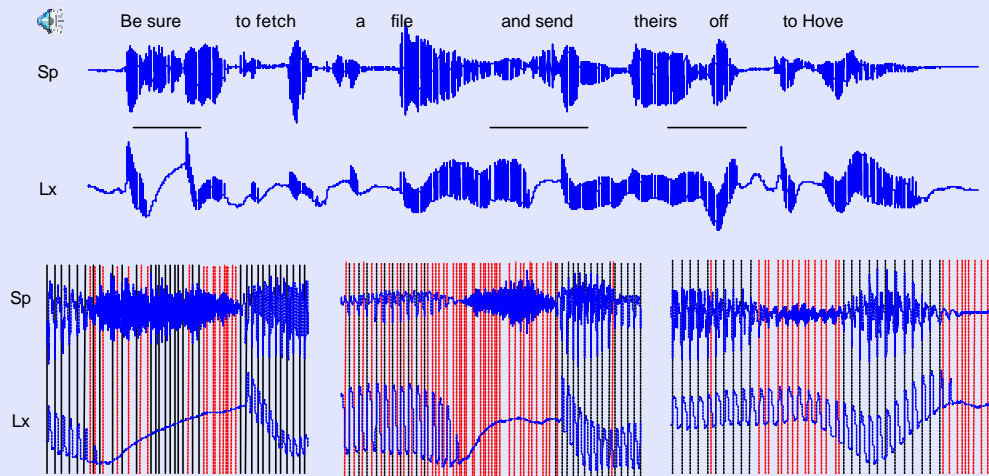 Be sure to fetch a file and send theirs off to Hove
Sp
Lx
Sp
Lx